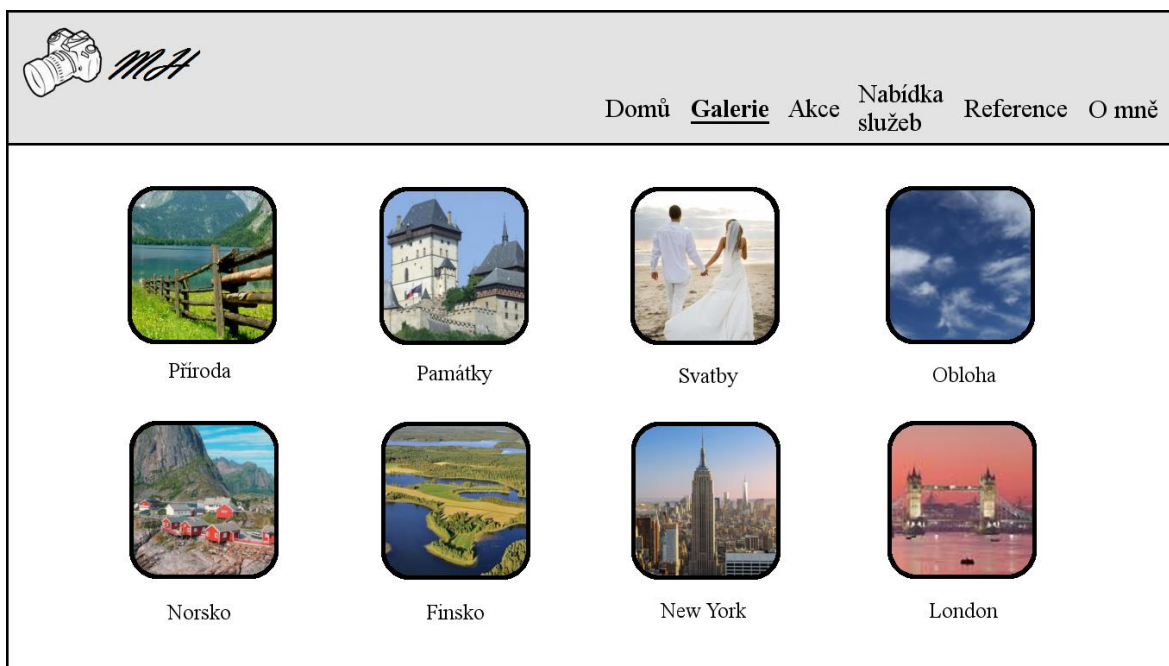 MH
Domů Galerie Akce Nabídka služeb Reference O mně
Příroda Památky Svatby Obloha
Norsko Finsko New York London